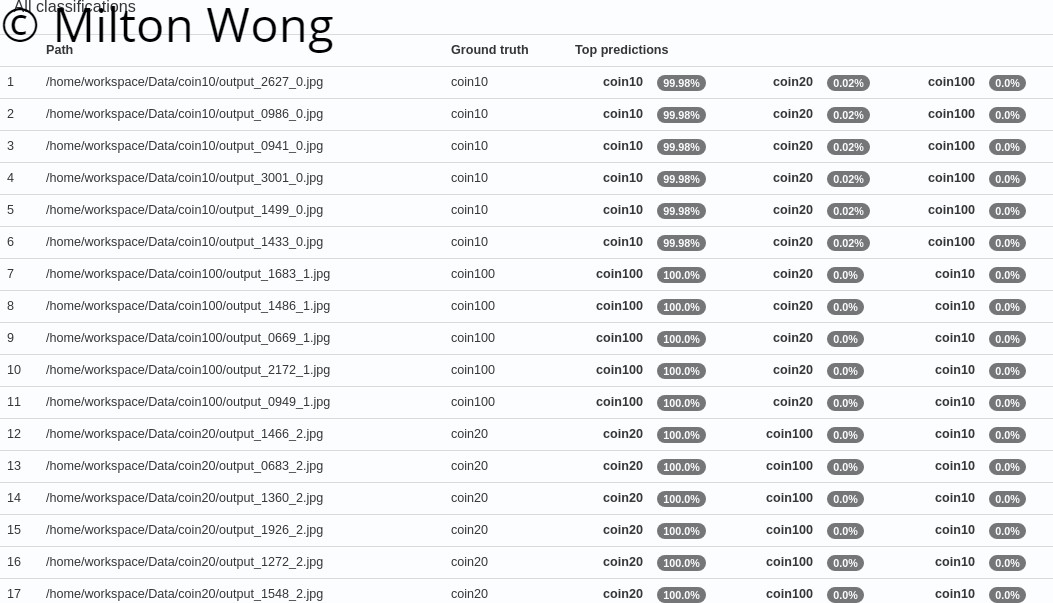 All classifications
© Milton Wong
Path Ground truth Top predictions
1 /home/workspace/Data/coin10/output_2627_0.jpg coin10 coin10 99.98% coin20 0.02% coin100 0.0%
2 /home/workspace/Data/coin10/output_0986_0.jpg coin10 coin10 99.98% coin20 0.02% coin100 0.0%
3 /home/workspace/Data/coin10/output_0941_0.jpg coin10 coin10 99.98% coin20 0.02% coin100 0.0%
4 /home/workspace/Data/coin10/output_3001_0.jpg coin10 coin10 99.98% coin20 0.02% coin100 0.0%
5 /home/workspace/Data/coin10/output_1499_0.jpg coin10 coin10 99.98% coin20 0.02% coin100 0.0%
6 /home/workspace/Data/coin10/output_1433_0.jpg coin10 coin10 99.98% coin20 0.02% coin100 0.0%
7 /home/workspace/Data/coin100/output_1683_1.jpg coin100 coin100 100.0% coin20 0.0% coin10 0.0%
8 /home/workspace/Data/coin100/output_1486_1.jpg coin100 coin100 100.0% coin20 0.0% coin10 0.0%
9 /home/workspace/Data/coin100/output_0669_1.jpg coin100 coin100 100.0% coin20 0.0% coin10 0.0%
10 /home/workspace/Data/coin100/output_2172_1.jpg coin100 coin100 100.0% coin20 0.0% coin10 0.0%
11 /home/workspace/Data/coin100/output_0949_1.jpg coin100 coin100 100.0% coin20 0.0% coin10 0.0%
12 /home/workspace/Data/coin20/output_1466_2.jpg coin20 coin20 100.0% coin100 0.0% coin10 0.0%
13 /home/workspace/Data/coin20/output_0683_2.jpg coin20 coin20 100.0% coin100 0.0% coin10 0.0%
14 /home/workspace/Data/coin20/output_1360_2.jpg coin20 coin20 100.0% coin100 0.0% coin10 0.0%
15 /home/workspace/Data/coin20/output_1926_2.jpg coin20 coin20 100.0% coin100 0.0% coin10 0.0%
16 /home/workspace/Data/coin20/output_1272_2.jpg coin20 coin20 100.0% coin100 0.0% coin10 0.0%
17 /home/workspace/Data/coin20/output_1548_2.jpg coin20 coin20 100.0% coin100 0.0% coin10 0.0%